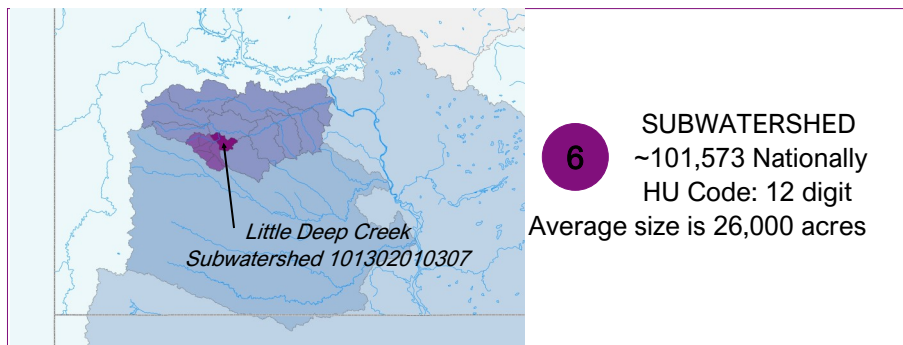 Little Deep Creek
Subwatershed 101302010307
6
SUBWATERSHED
~101,573 Nationally
HU Code: 12 digit
Average size is 26,000 acres